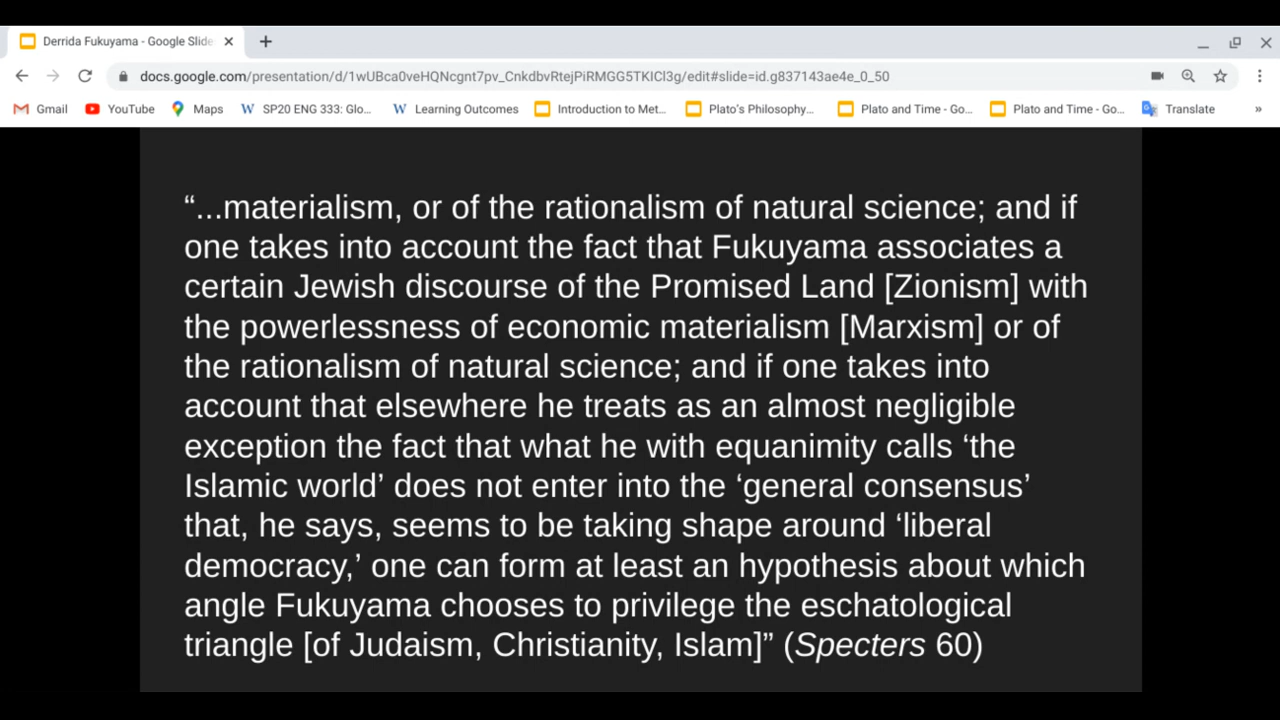 Derrida Fukuyama - Google Slide
docs.google.com/presentation/d/1wUBca0veHQNcgnt7pv_CnkdbvRtejPiRMGG5TKICl3g/edit#slide=id.g837143ae4e_0_50
Gmail YouTube Maps W SP20 ENG 333: Glo... W Learning Outcomes Introduction to Met... Plato's Philosophy... Plato and Time - Go... Plato and Time - Go... Translate »
“...materialism, or of the rationalism of natural science; and if
one takes into account the fact that Fukuyama associates a
certain Jewish discourse of the Promised Land [Zionism] with
the powerlessness of economic materialism [Marxism] or of
the rationalism of natural science; and if one takes into
account that elsewhere he treats as an almost negligible
exception the fact that what he with equanimity calls ‘the
Islamic world’ does not enter into the ‘general consensus’
that, he says, seems to be taking shape around ‘liberal
democracy,’ one can form at least an hypothesis about which
angle Fukuyama chooses to privilege the eschatological
triangle [of Judaism, Christianity, Islam]” (Specters 60)